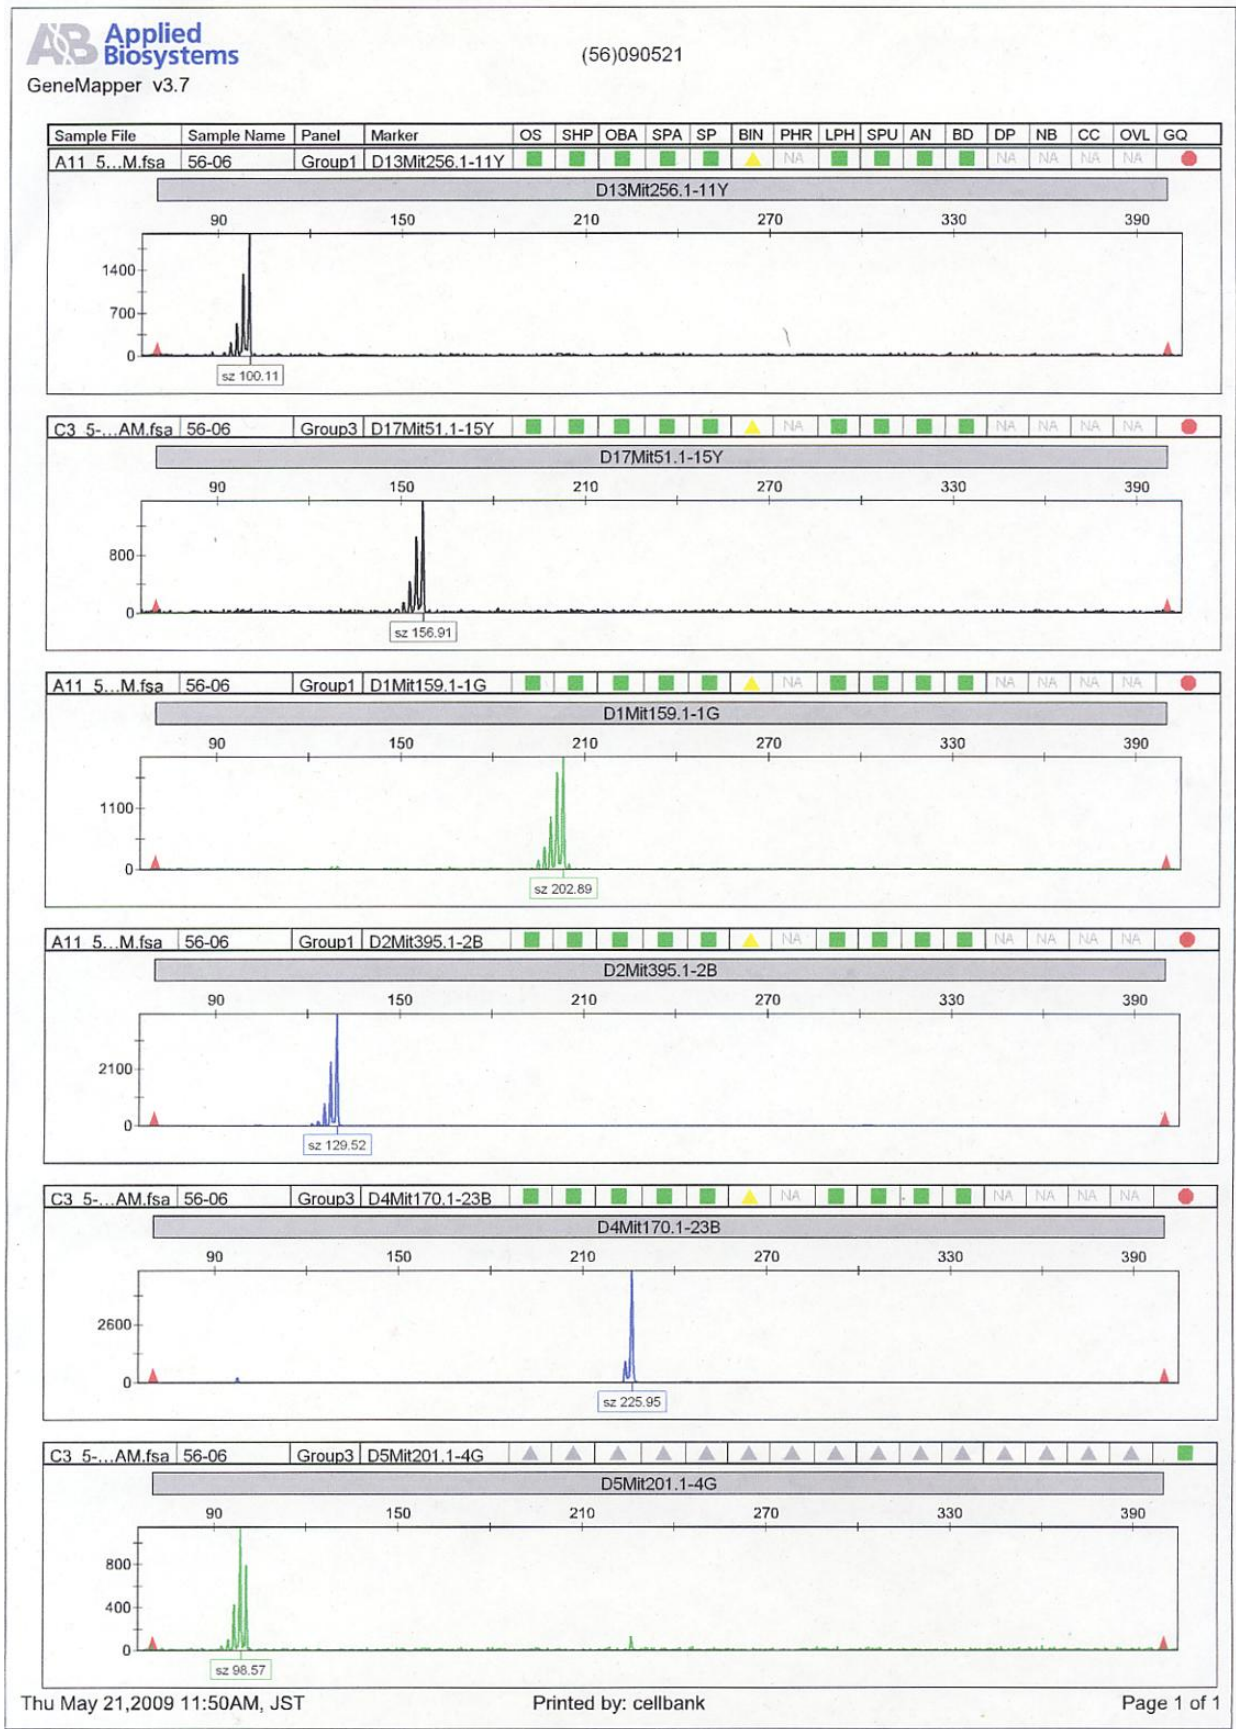 AB Applied
Biosystems
(56)090521
GeneMapper v3.7
Sample File Sample Name Panel Marker OS SHP OBA SPA SP BIN PHR LPH SPU AN BD DP NB CC OVL GQ
A11 5...M.fsa 56-06 Group1 D13Mit256.1-11Y NA NA NA NA NA
D13Mit256.1-11Y
90 150 210 270 330 390
1400
700
0
sz 100.11
C3 5-...AM.fsa 56-06 Group3 D17Mit51.1-15Y NA NA NA NA NA
D17Mit51.1-15Y
90 150 210 270 330 390
800
0
sz 156.91
A11 5...M.fsa 56-06 Group1 D1Mit159.1-1G NA NA NA NA NA
D1Mit159.1-1G
90 150 210 270 330 390
1100
0
sz 202.89
A11 5...M.fsa 56-06 Group1 D2Mit395.1-2B NA NA NA NA NA
D2Mit395.1-2B
90 150 210 270 330 390
2100
0
sz 129.52
C3 5-...AM.fsa 56-06 Group3 D4Mit170.1-23B NA NA NA NA NA
D4Mit170.1-23B
90 150 210 270 330 390
2600
0
sz 225.95
C3 5-...AM.fsa 56-06 Group3 D5Mit201.1-4G
D5Mit201.1-4G
90 150 210 270 330 390
800
400
0
sz 98.57
Thu May 21,2009 11:50AM, JST Printed by: cellbank Page 1 of 1